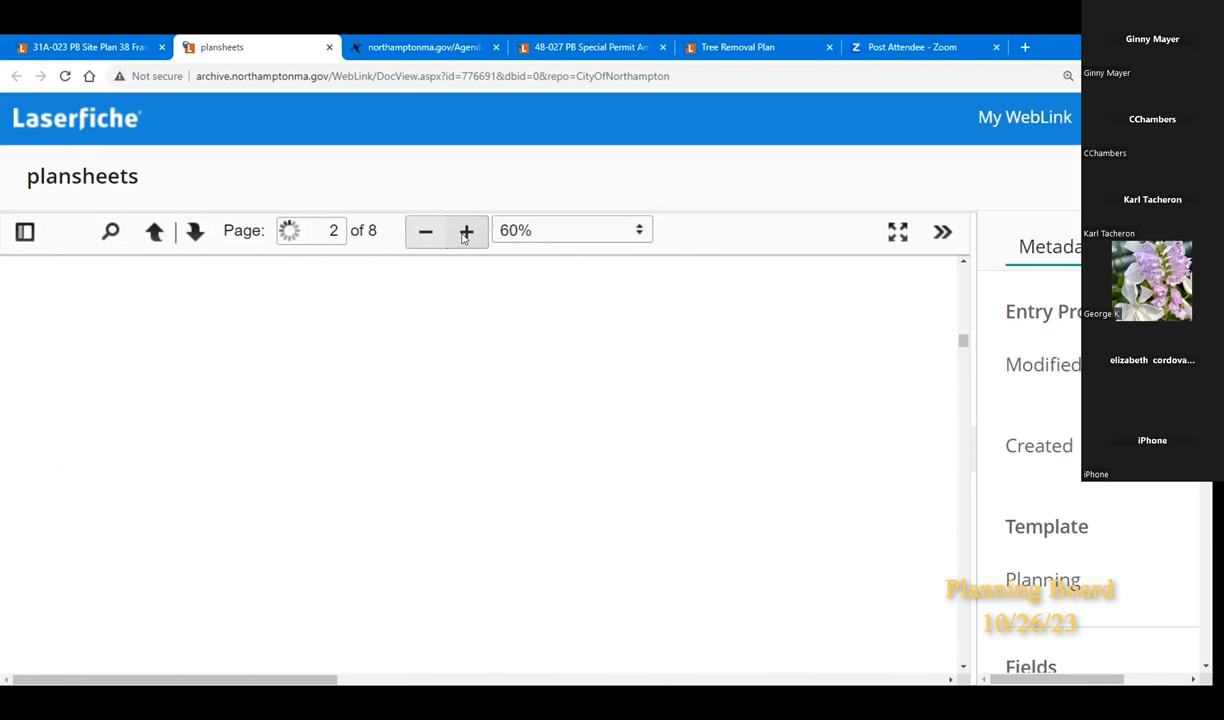 31A-023 PB Site Plan 38 Fran
plansheets
northamptonma.gov/Agend
48-027 PB Special Permit An
Tree Removal Plan
Post Attendee - Zoom
Not secure
archive.northamptonma.gov/WebLink/DocView.aspx?id=776691&dbid=0&repo=CityOfNorthampton
Laserfiche
My WebLink
plansheets
Page: 2 of 8
60%
Metada
Entry Pro
Modified
Created
Template
Planning
Fields
Ginny Mayer
Ginny Mayer
CChambers
CChambers
Karl Tacheron
Karl Tacheron
George K
elizabeth cordova...
iPhone
iPhone
Planning Board
10/26/23